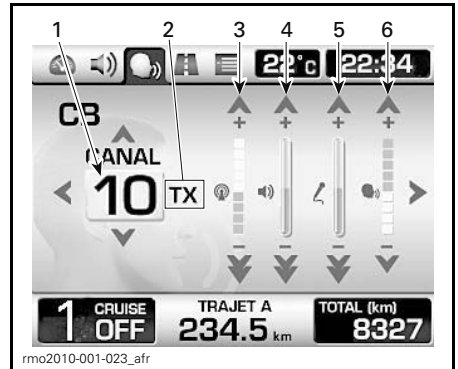 1 2 3 4 5 6
22°c 22:34
CB
+ + + +
CANAL
10 TX
− − − −
1 CRUISE OFF
TRAJET A
234.5 km
TOTAL (km)
8327
rmo2010-001-023_afr